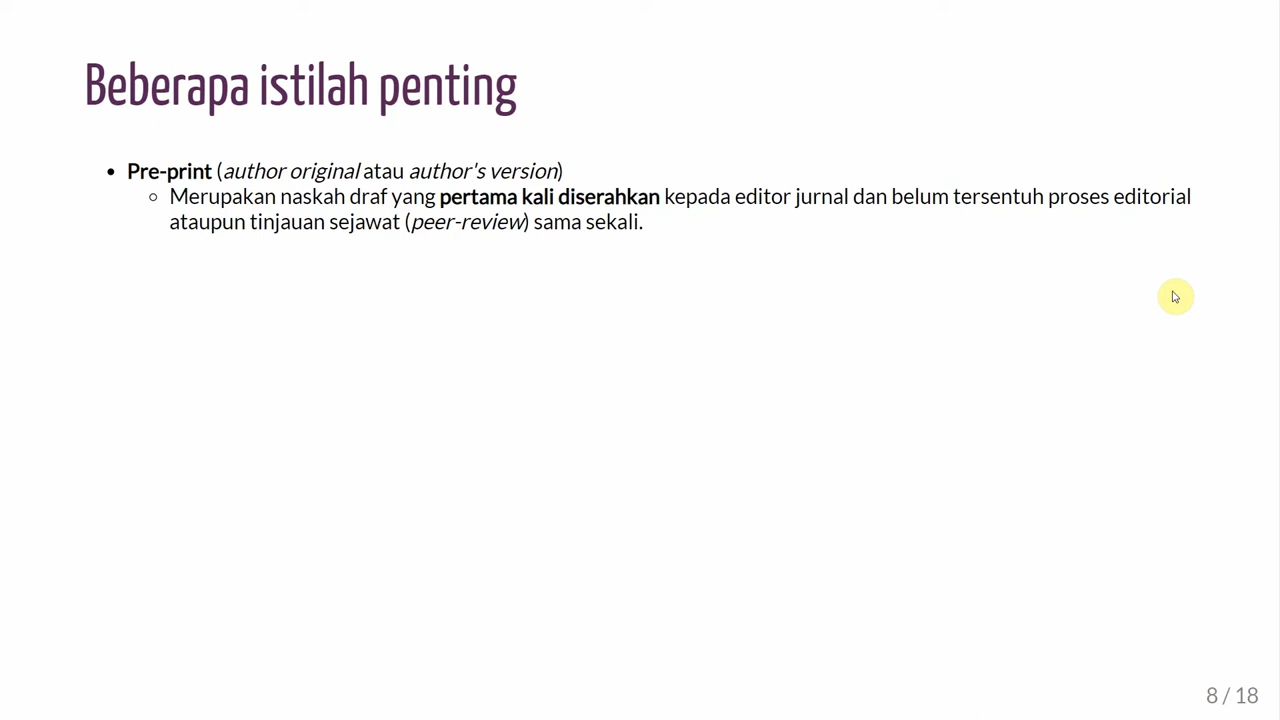 Beberapa istilah penting
• Pre-print (author original atau author's version)
◦ Merupakan naskah draf yang pertama kali diserahkan kepada editor jurnal dan belum tersentuh proses editorial
ataupun tinjauan sejawat (peer-review) sama sekali.
8 / 18